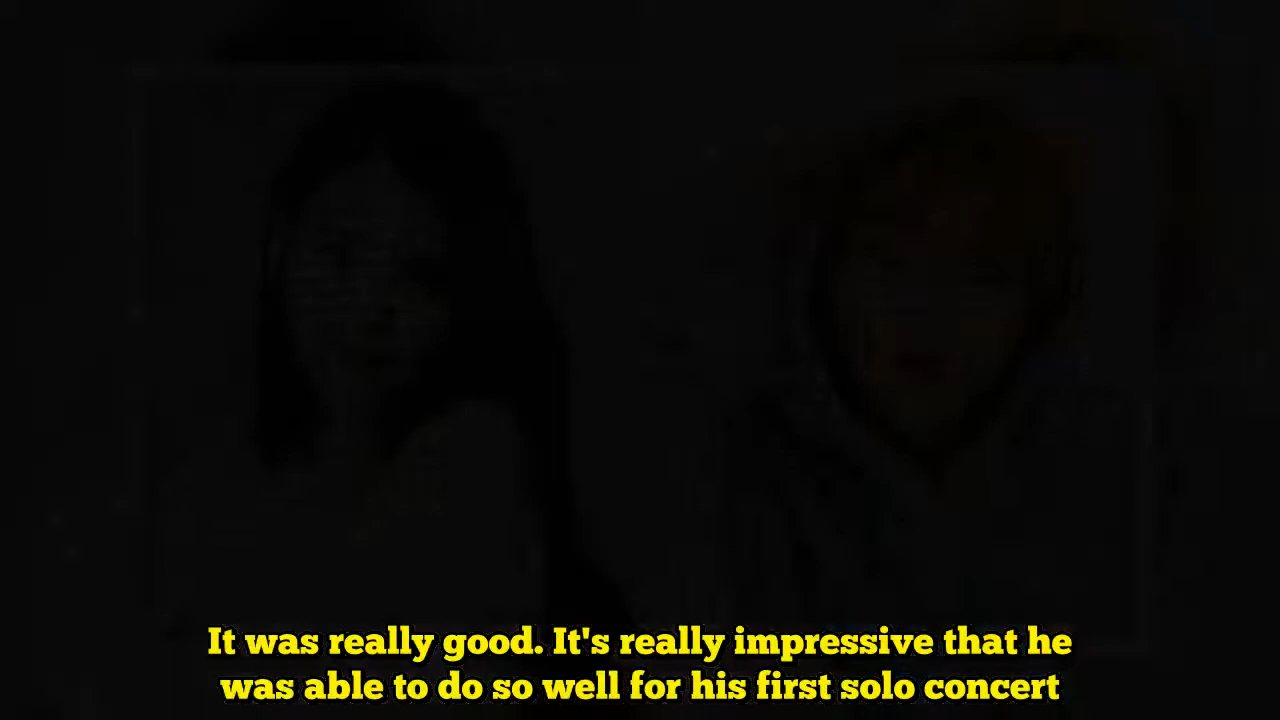 It was really good. It's really impressive that he
was able to do so well for his first solo concert